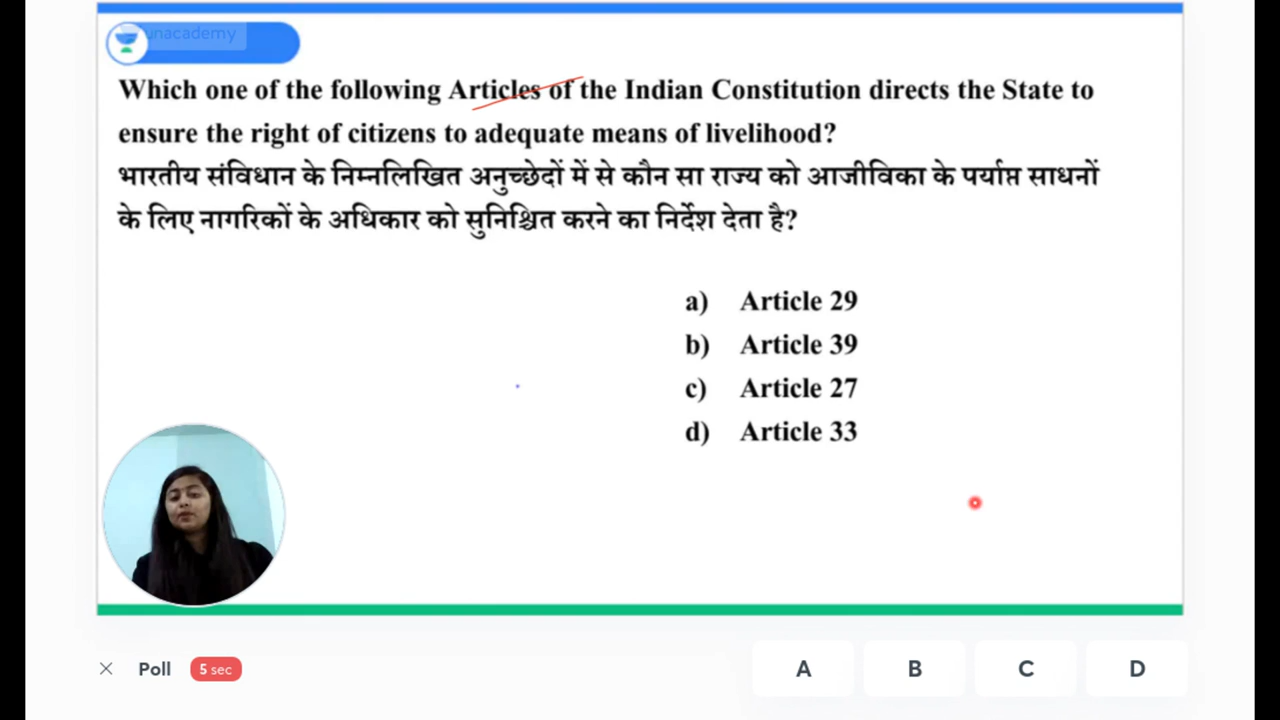 unacademy
Which one of the following Articles of the Indian Constitution directs the State to
ensure the right of citizens to adequate means of livelihood?
भारतीय संविधान के निम्नलिखित अनुच्छेदों में से कौन सा राज्य को आजीविका के पर्याप्त साधनों
के लिए नागरिकों के अधिकार को सुनिश्चित करने का निर्देश देता है?
a) Article 29
b) Article 39
c) Article 27
d) Article 33
Poll 5 sec A B C D